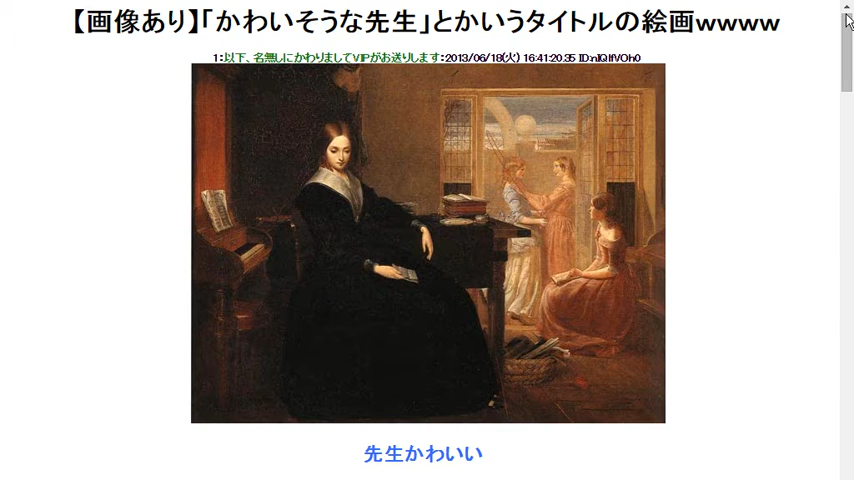 【画像あり】「かわいそうな先生」とかいうタイトルの絵画wwww
1：以下、名無しにかわりましてVIPがお送りします：2013/06/18(火) 16:41:20.35
先生かわいい